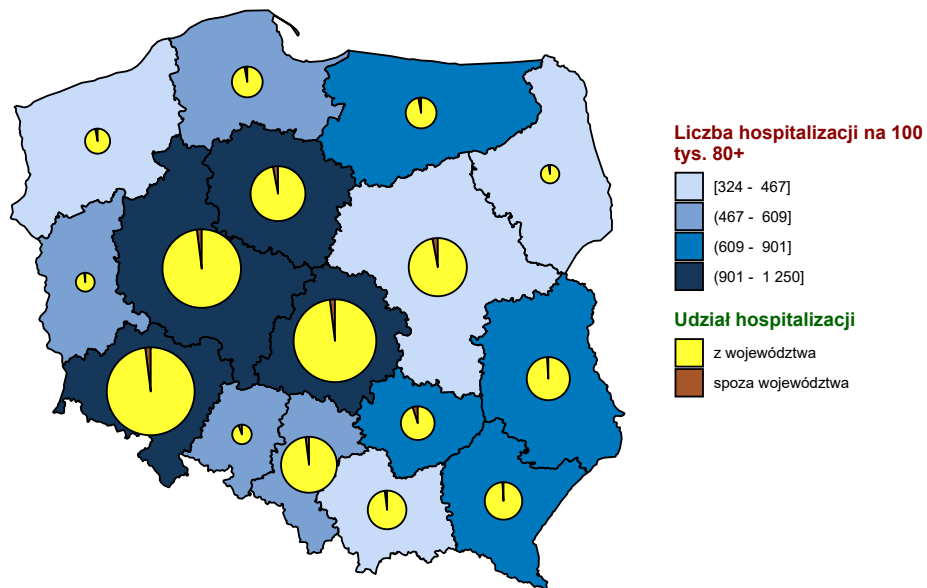 Liczba hospitalizacji na 100
tys. 80+
[324 - 467]
(467 - 609]
(609 - 901]
(901 - 1 250]
Udział hospitalizacji
z województwa
spoza województwa